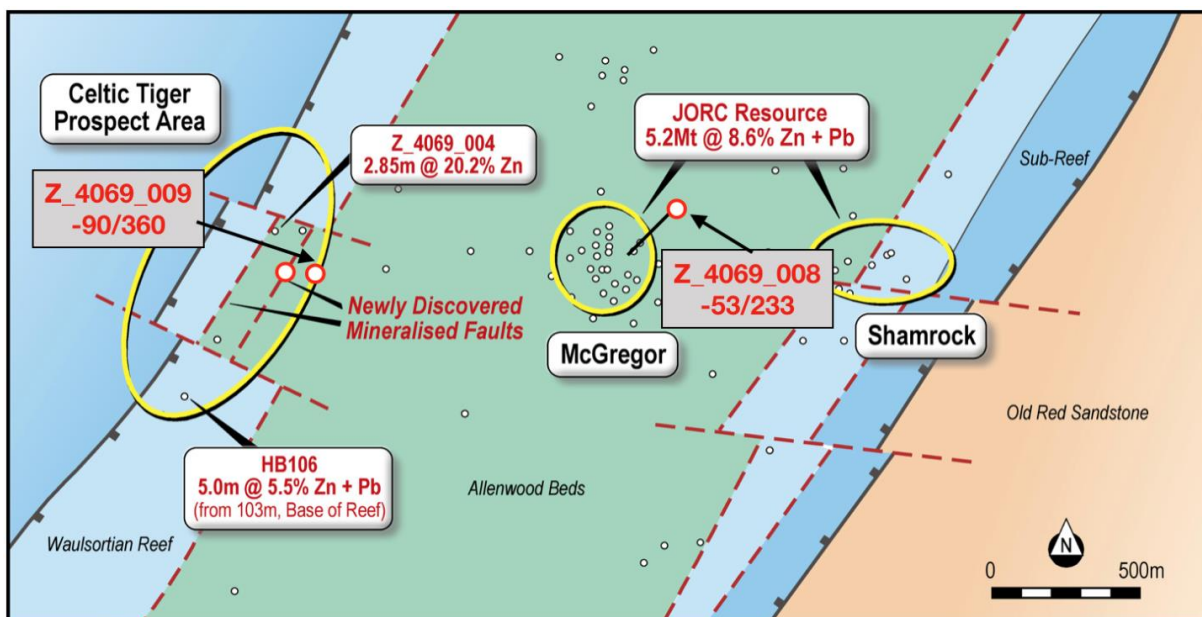 Celtic Tiger
Prospect Area
Z_4069_004
2.85m @ 20.2% Zn
JORC Resource
5.2Mt @ 8.6% Zn + Pb
Sub-Reef
Z_4069_009
-90/360
Z_4069_008
-53/233
Newly Discovered
Mineralised Faults
McGregor
Shamrock
Old Red Sandstone
HB106
5.0m @ 5.5% Zn + Pb
(from 103m, Base of Reef)
Allenwood Beds
Waulsortian Reef
N
0 500m